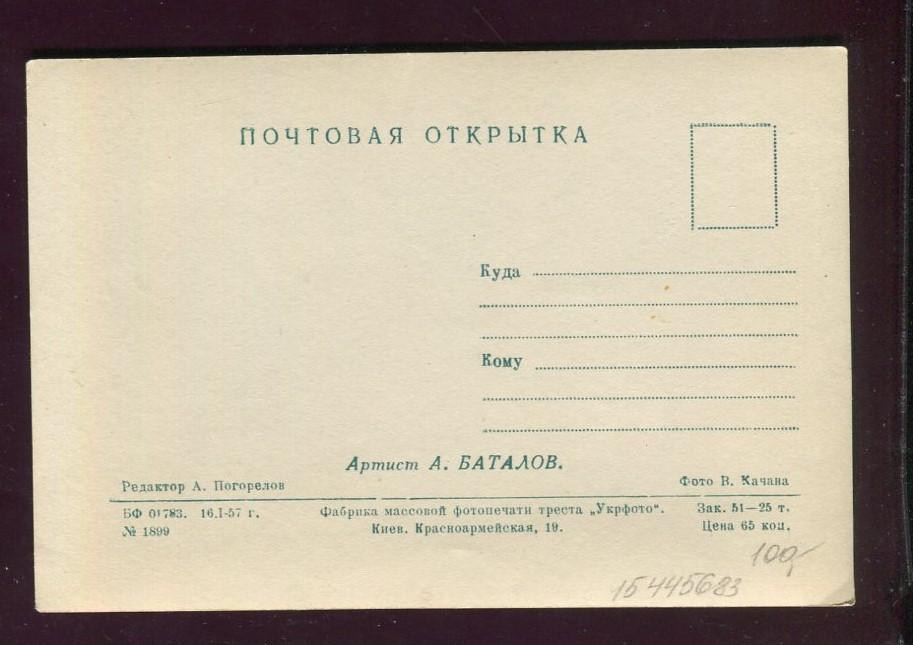 ПОЧТОВАЯ ОТКРЫТКА
Куда
Кому
Артист А. БАТАЛОВ.
Редактор А. Погорелов
Фото В. Качана
БФ 01783. 16.I-57 г.
Фабрика массовой фотопечати треста „Укрфото“.
Зак. 51—25 т.
№ 1899
Киев. Красноармейская, 19.
Цена 65 коп.
100,-
15445683